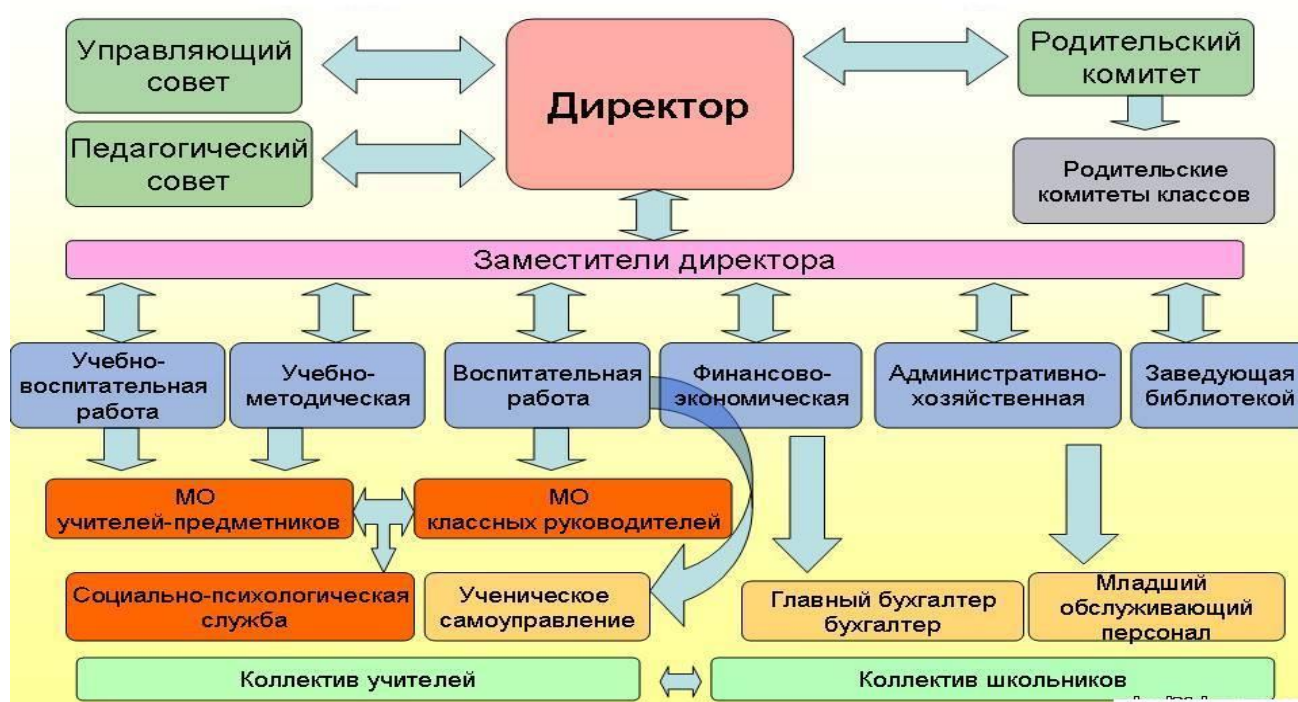 Управляющий
совет
Директор
Родительский
комитет
Педагогический
совет
Родительские
комитеты классов
Заместители директора
Учебно-
воспитательная
работа
Учебно-
методическая
Воспитательная
работа
Финансово-
экономическая
Административно-
хозяйственная
Заведующая
библиотекой
МО
учителей-предметников
МО
классных руководителей
Социально-психологическая
служба
Ученическое
самоуправление
Главный бухгалтер
бухгалтер
Младший
обслуживающий
персонал
Коллектив учителей
Коллектив школьников